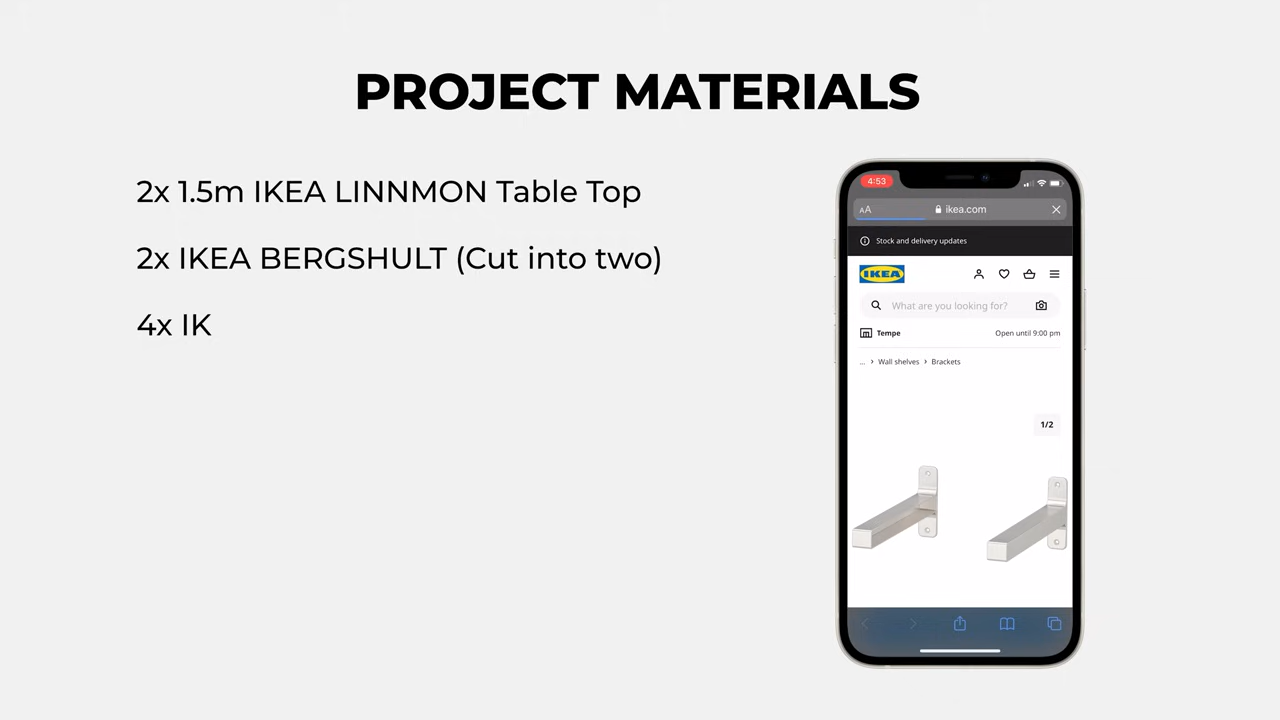 PROJECT MATERIALS
2x 1.5m IKEA LINNMON Table Top
2x IKEA BERGSHULT (Cut into two)
4x IK
4:53
AA
ikea.com
Stock and delivery updates
IKEA
What are you looking for?
Tempe
Open until 9:00 pm
... > Wall shelves > Brackets
1/2